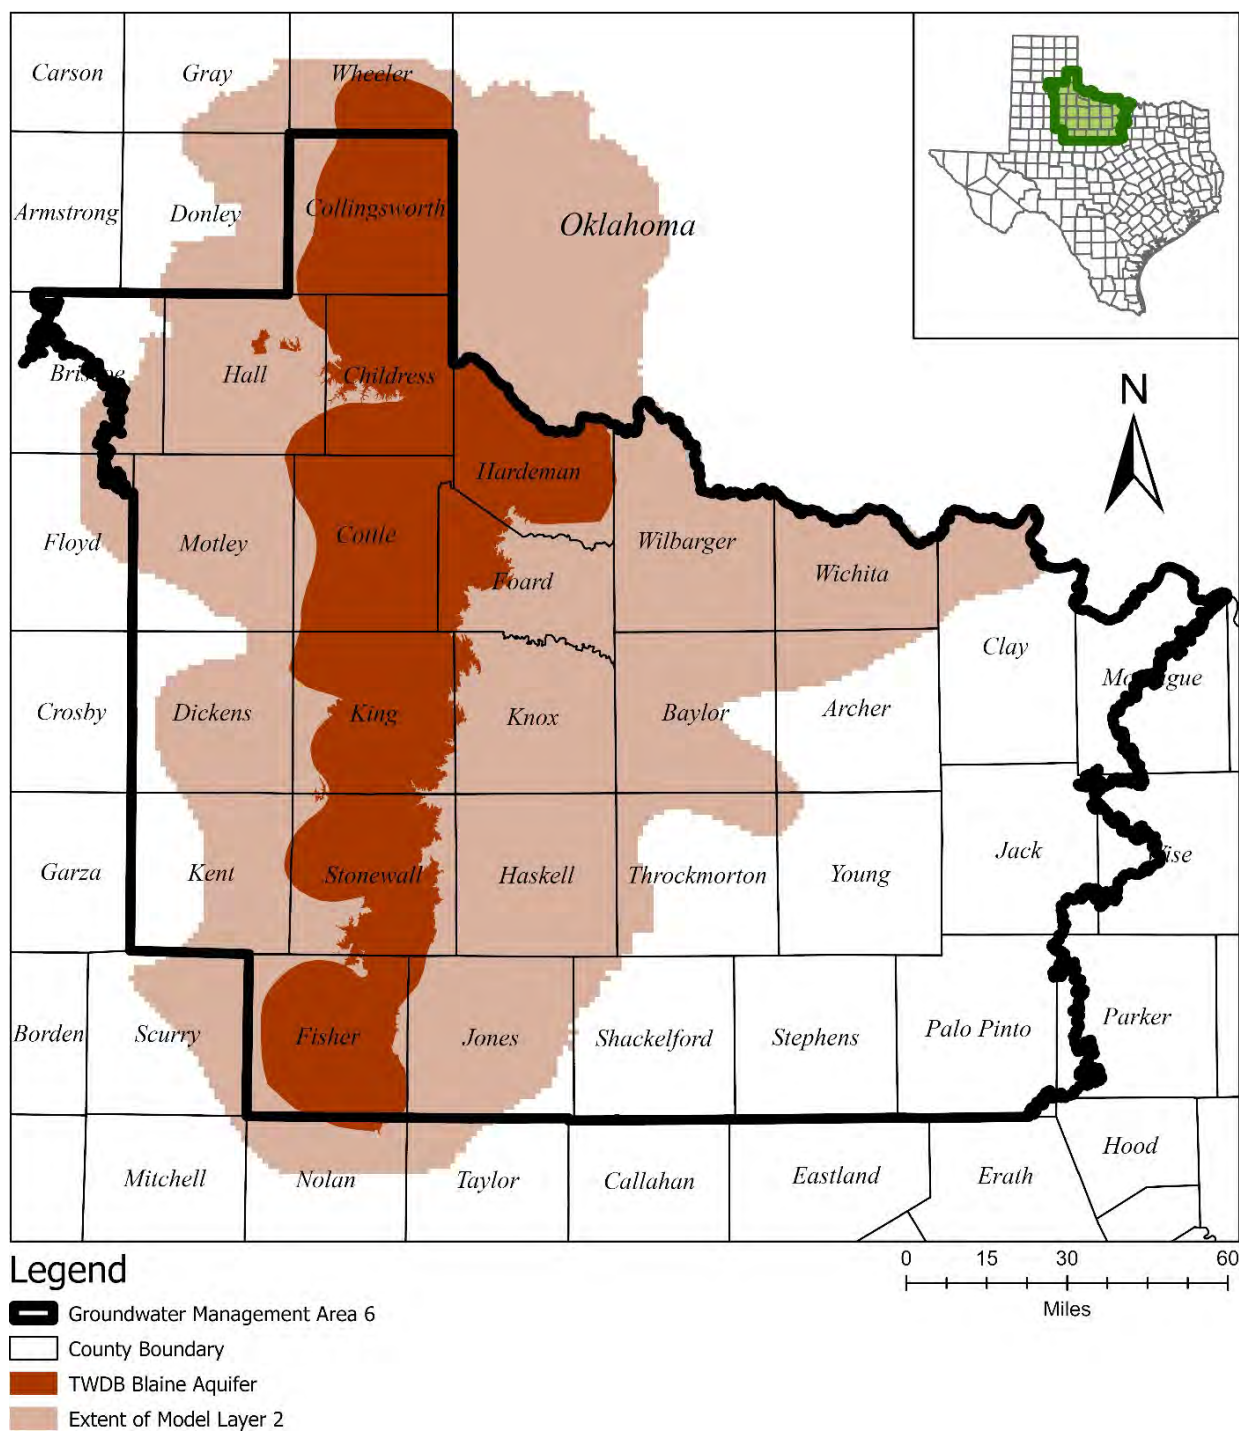 Carson Gray Wheeler
Armstrong Donley Collingsworth Oklahoma
N
Briscoe Hall Childress
Hardeman
Floyd Motley Cottle Foard Wilbarger Wichita
Clay Montague
Crosby Dickens King Knox Baylor Archer
Garza Kent Stonewall Haskell Throckmorton Young Jack Wise
Borden Scurry Fisher Jones Shackelford Stephens Palo Pinto Parker
Mitchell Nolan Taylor Callahan Eastland Erath Hood
Legend
Groundwater Management Area 6
County Boundary
TWDB Blaine Aquifer
Extent of Model Layer 2
0 15 30 60
Miles